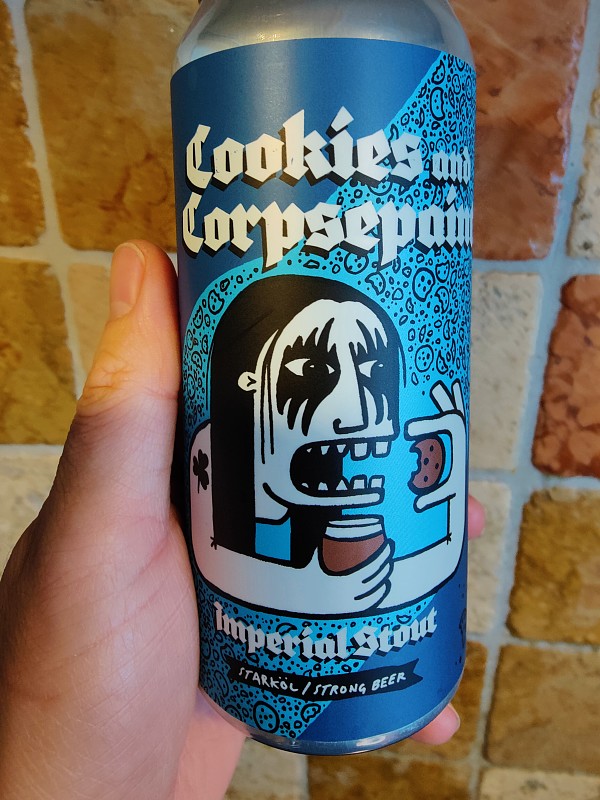 Cookies and
Corpsepain
imperial Stout
STARKÖL / STRONG BEER